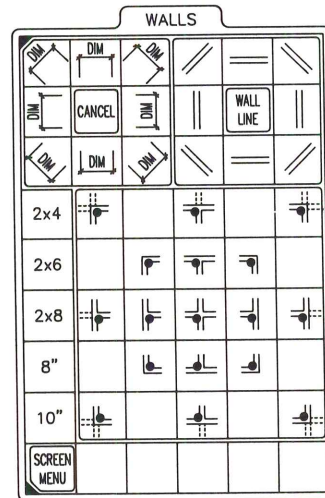 WALLS
DIM DIM DIM
DIM CANCEL DIM WALL
LINE
DIM DIM DIM
2x4
2x6
2x8
8"
10"
SCREEN
MENU